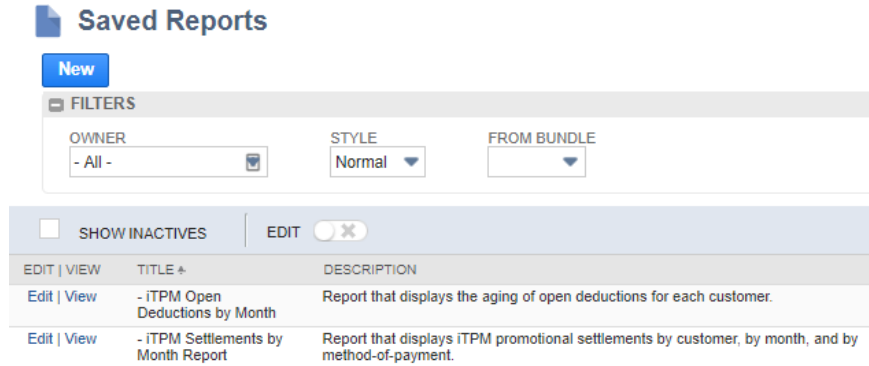 Saved Reports
New
FILTERS
OWNER STYLE FROM BUNDLE
- All - Normal
SHOW INACTIVES EDIT
EDIT | VIEW TITLE DESCRIPTION
Edit | View - iTPM Open Report that displays the aging of open deductions for each customer.
Deductions by Month
Edit | View - iTPM Settlements by Report that displays iTPM promotional settlements by customer, by month, and by
Month Report method-of-payment.